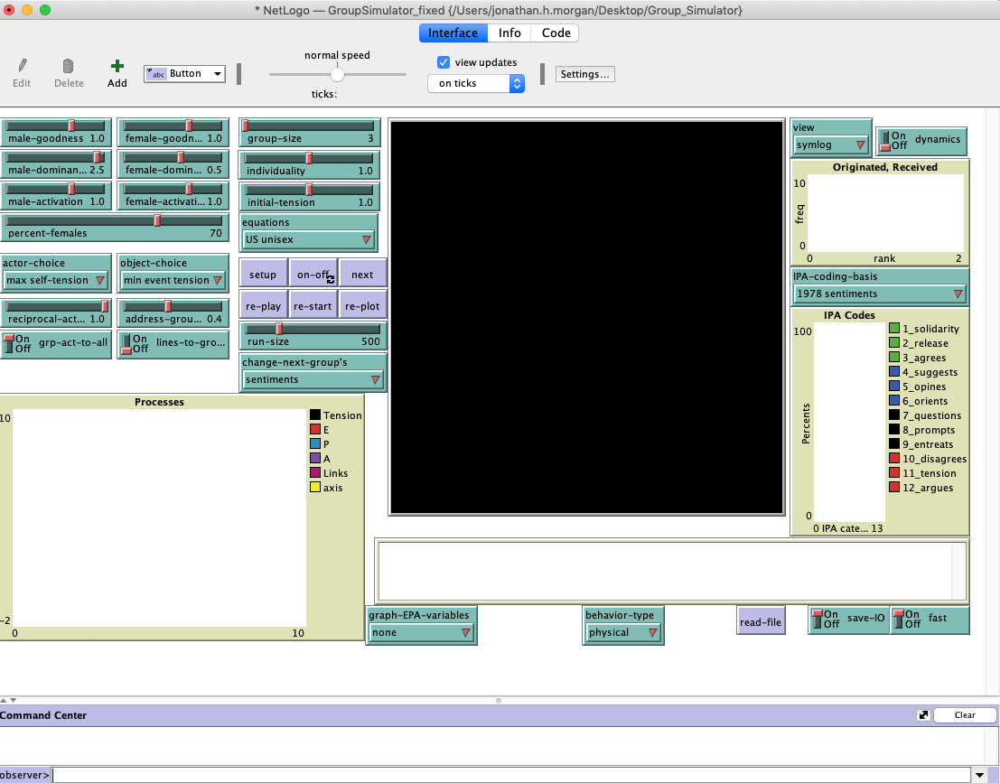 * NetLogo — GroupSimulator_fixed {/Users/jonathan.h.morgan/Desktop/Group_Simulator}
Interface Info Code
Edit Delete Add
abc Button
normal speed
ticks:
view updates
on ticks
Settings...
male-goodness 1.0
female-goodn... 1.0
male-dominan... 2.5
female-domin... 0.5
male-activation 1.0
female-activati... 1.0
percent-females 70
actor-choice
max self-tension
object-choice
min event tension
reciprocal-act... 1.0
address-grou... 0.4
On
Off
grp-act-to-all
On
Off
lines-to-gro...
group-size 3
individuality 1.0
initial-tension 1.0
equations
US unisex
setup on-off next
re-play re-start re-plot
run-size 500
change-next-group's
sentiments
view
symlog
On
Off
dynamics
Originated, Received
10
freq
0
0 rank 2
IPA-coding-basis
1978 sentiments
IPA Codes
100
Percents
0
0 IPA cate... 13
1_solidarity
2_release
3_agrees
4_suggests
5_opines
6_orients
7_questions
8_prompts
9_entreats
10_disagrees
11_tension
12_argues
Processes
10
-2
0 10
Tension
E
P
A
Links
axis
graph-EPA-variables
none
behavior-type
physical
read-file
On
Off
save-IO
On
Off
fast
Command Center
Clear
observer>